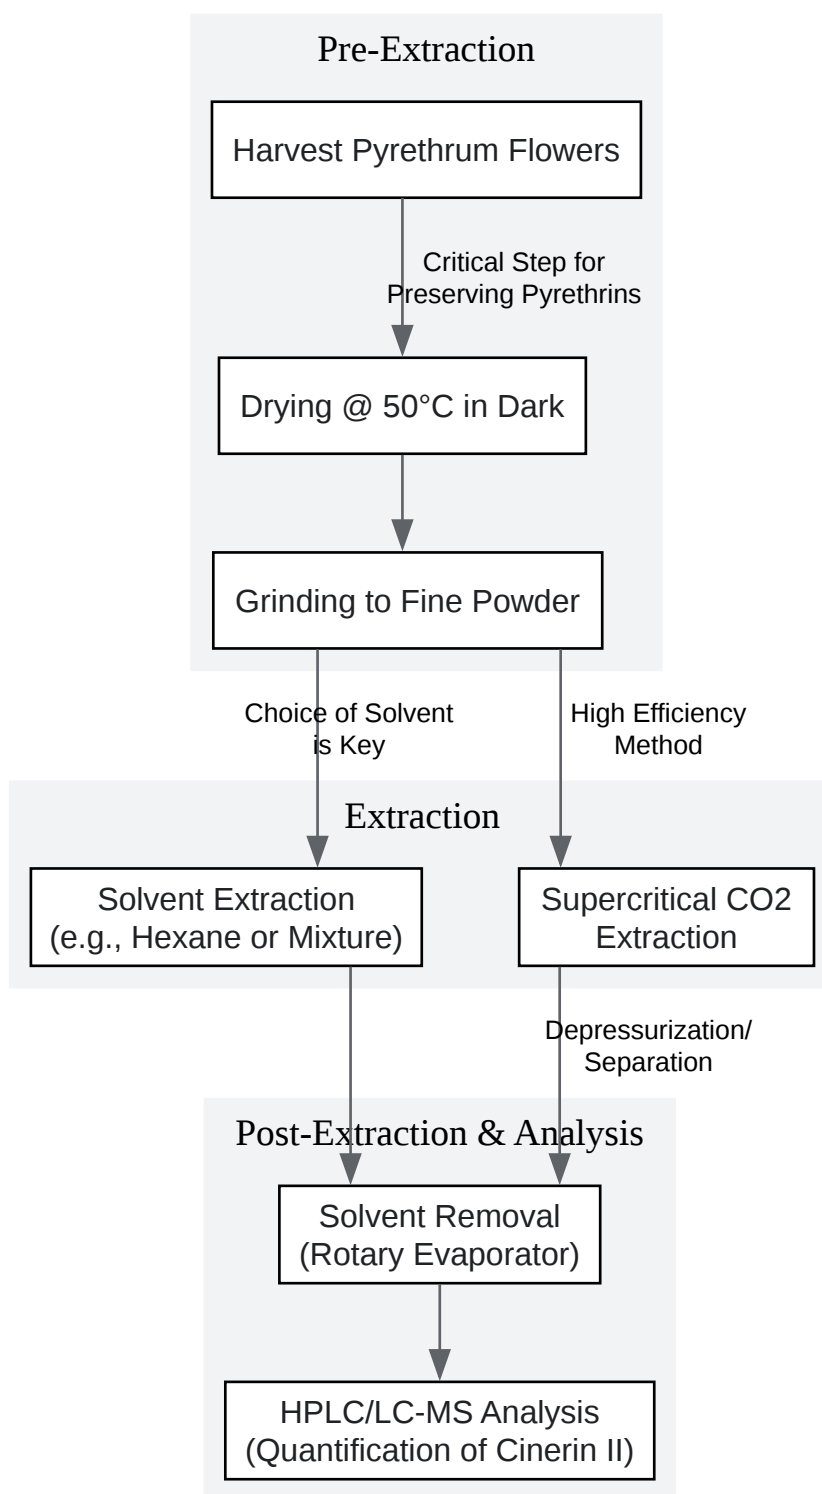 Pre-Extraction
Harvest Pyrethrum Flowers
Critical Step for
Preserving Pyrethrins
Drying @ 50°C in Dark
Grinding to Fine Powder
Choice of Solvent
is Key
High Efficiency
Method
Extraction
Solvent Extraction
(e.g., Hexane or Mixture)
Supercritical CO2
Extraction
Depressurization/
Separation
Post-Extraction & Analysis
Solvent Removal
(Rotary Evaporator)
HPLC/LC-MS Analysis
(Quantification of Cinerin II)